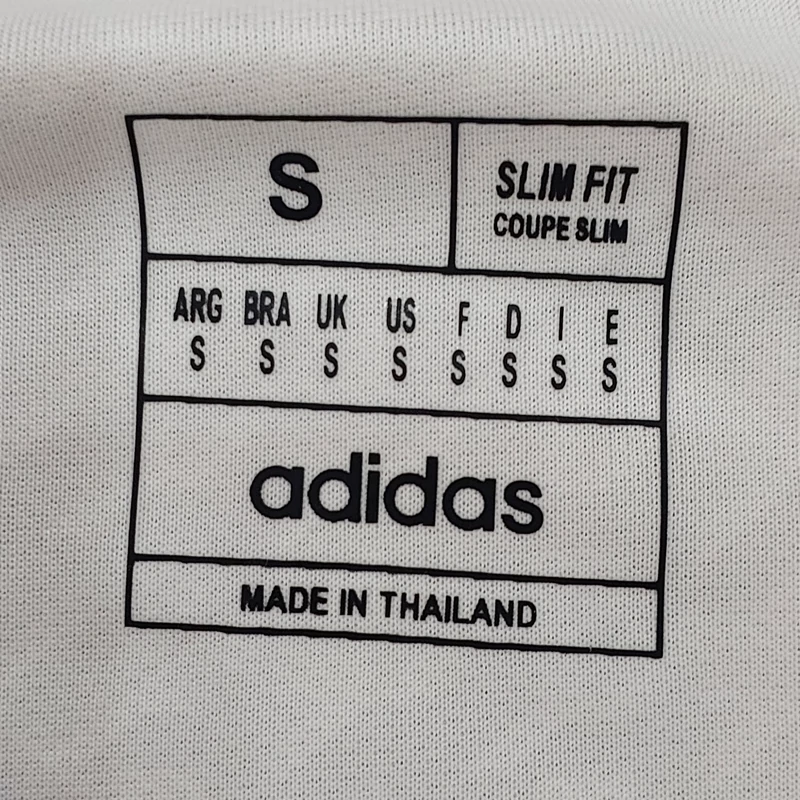 S
SLIM FIT
COUPE SLIM
ARG BRA UK US F D I E
S S S S S S S S
adidas
MADE IN THAILAND